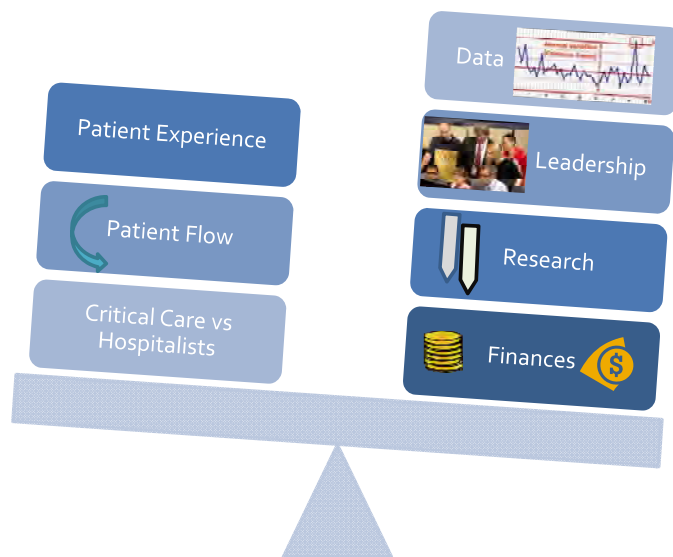 Data
Patient Experience
Leadership
Patient Flow
Research
Critical Care vs
Hospitalists
Finances
$